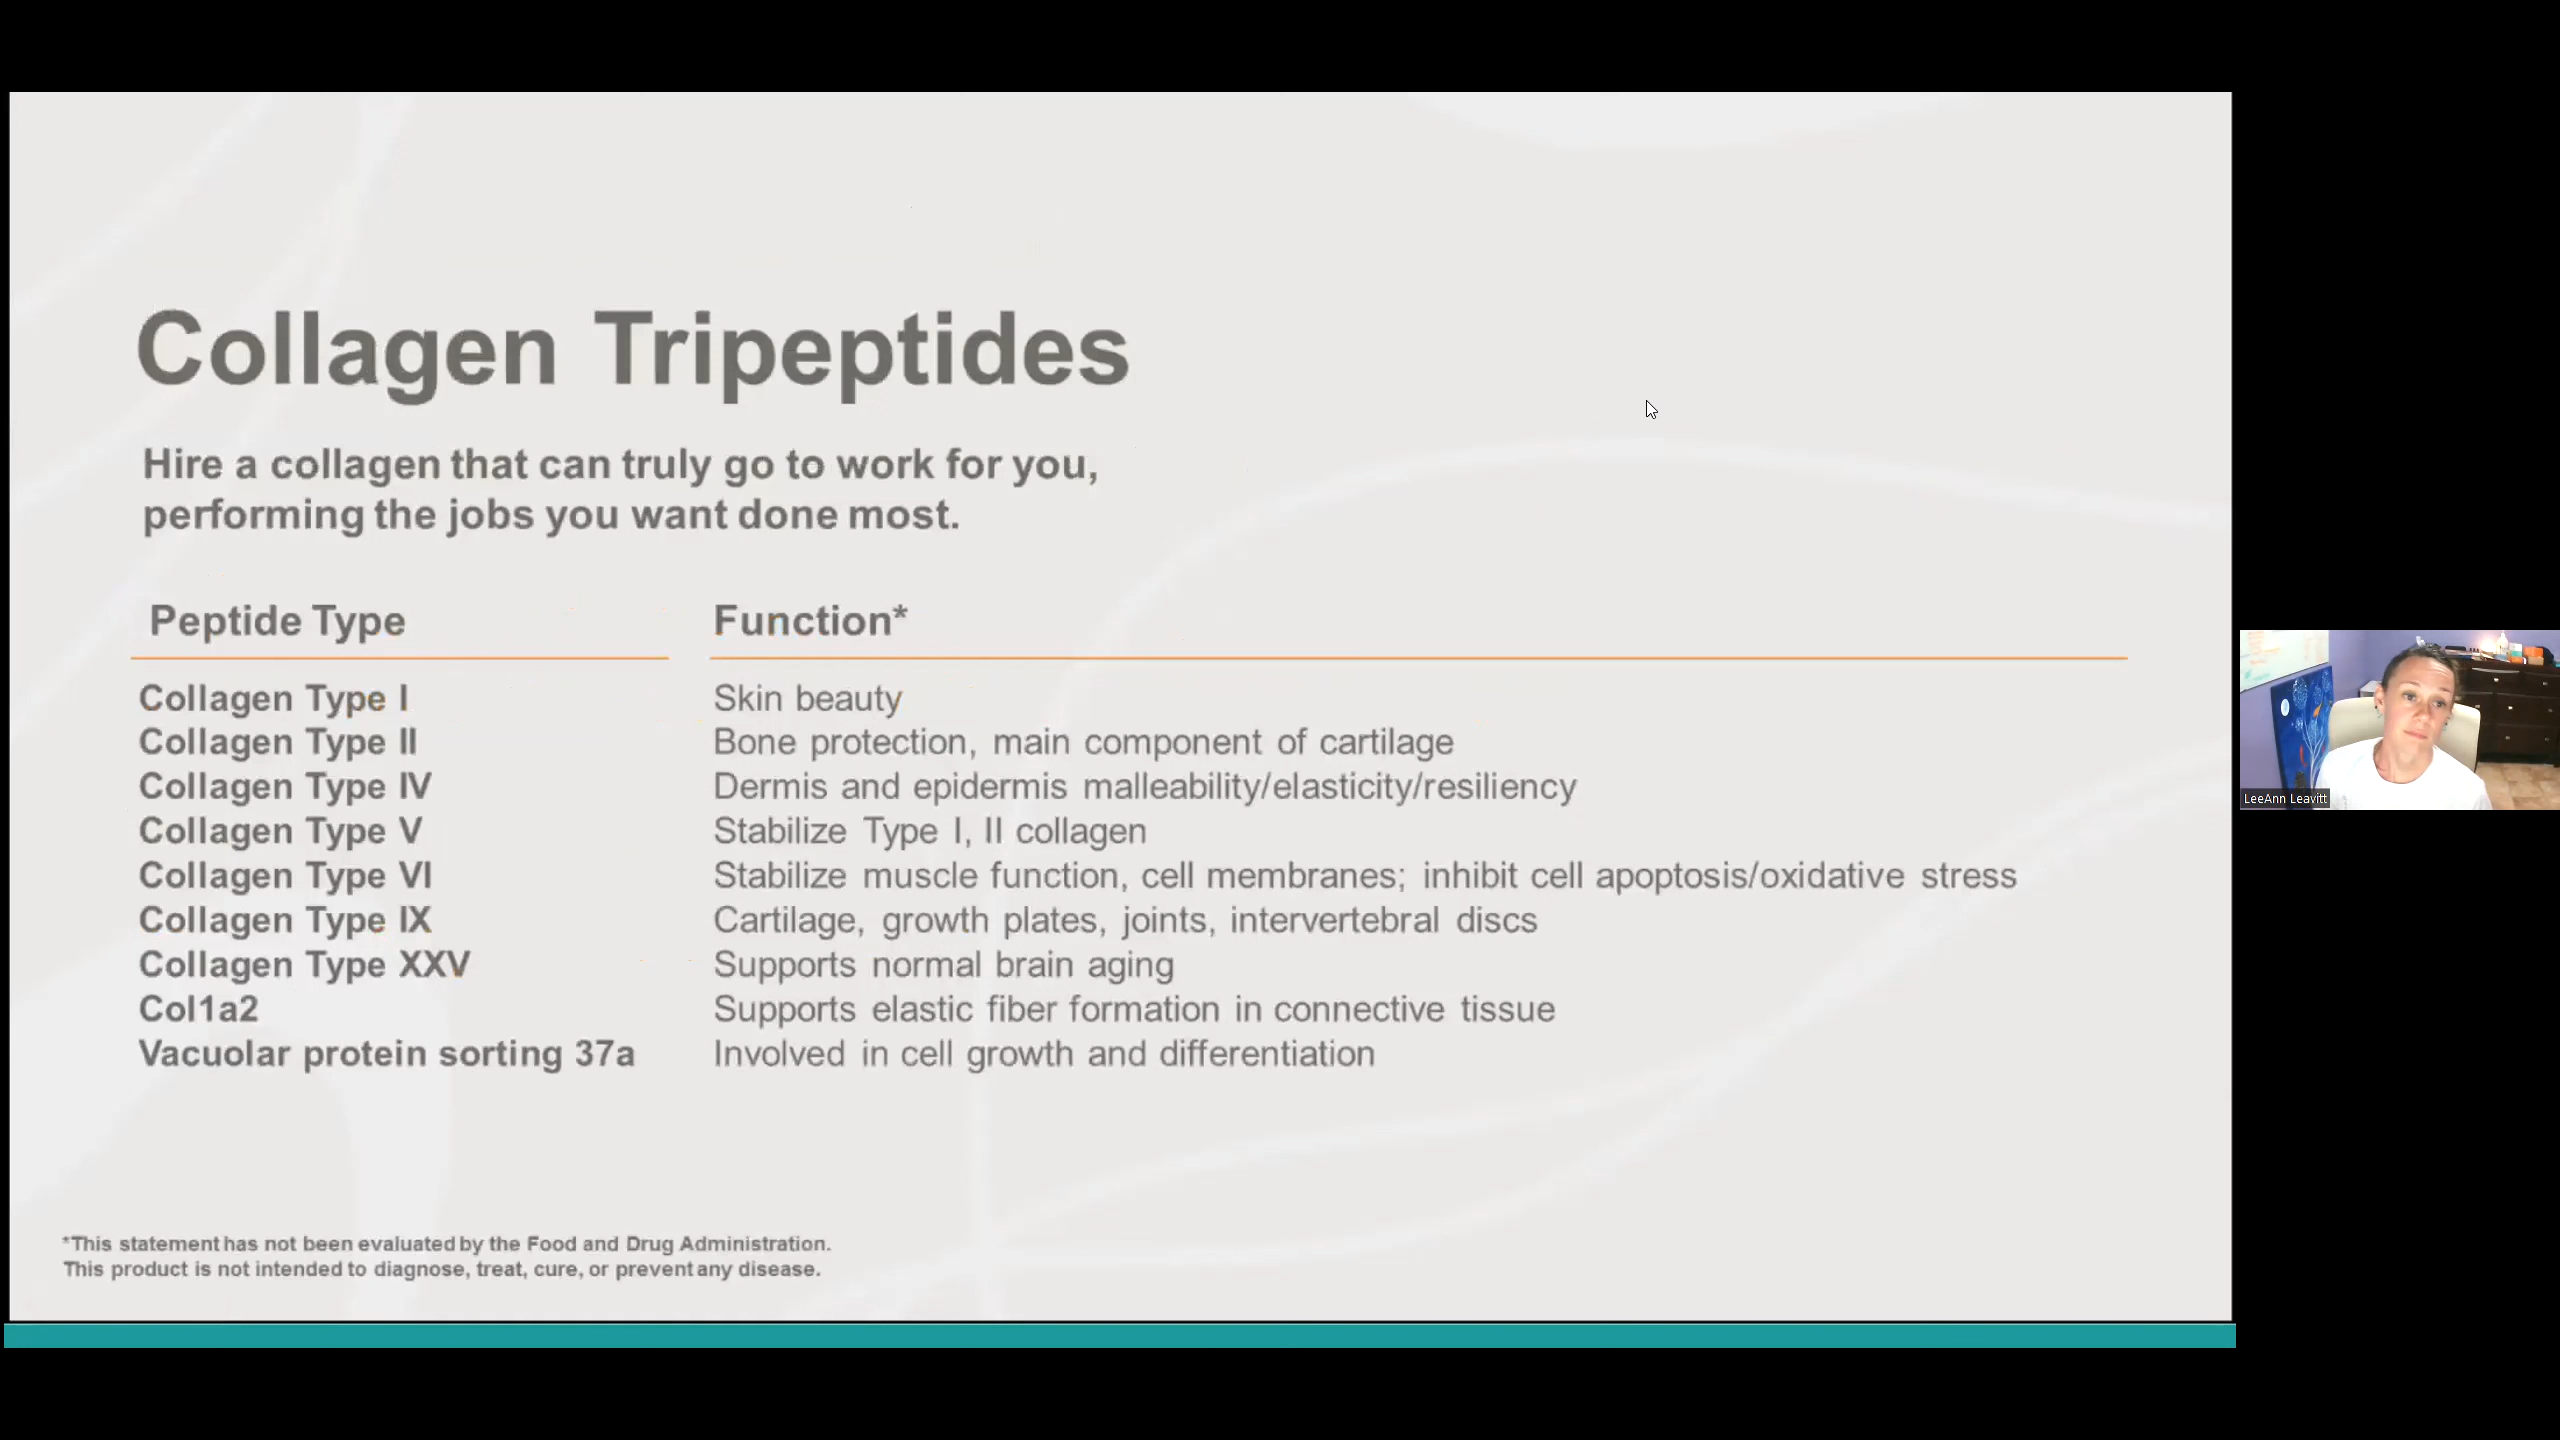 Collagen Tripeptides
Hire a collagen that can truly go to work for you,
performing the jobs you want done most.
Peptide Type Function*
Collagen Type I Skin beauty
Collagen Type II Bone protection, main component of cartilage
Collagen Type IV Dermis and epidermis malleability/elasticity/resiliency
Collagen Type V Stabilize Type I, II collagen
Collagen Type VI Stabilize muscle function, cell membranes; inhibit cell apoptosis/oxidative stress
Collagen Type IX Cartilage, growth plates, joints, intervertebral discs
Collagen Type XXV Supports normal brain aging
Col1a2 Supports elastic fiber formation in connective tissue
Vacuolar protein sorting 37a Involved in cell growth and differentiation
*This statement has not been evaluated by the Food and Drug Administration.
This product is not intended to diagnose, treat, cure, or prevent any disease.
LeeAnn Leavitt